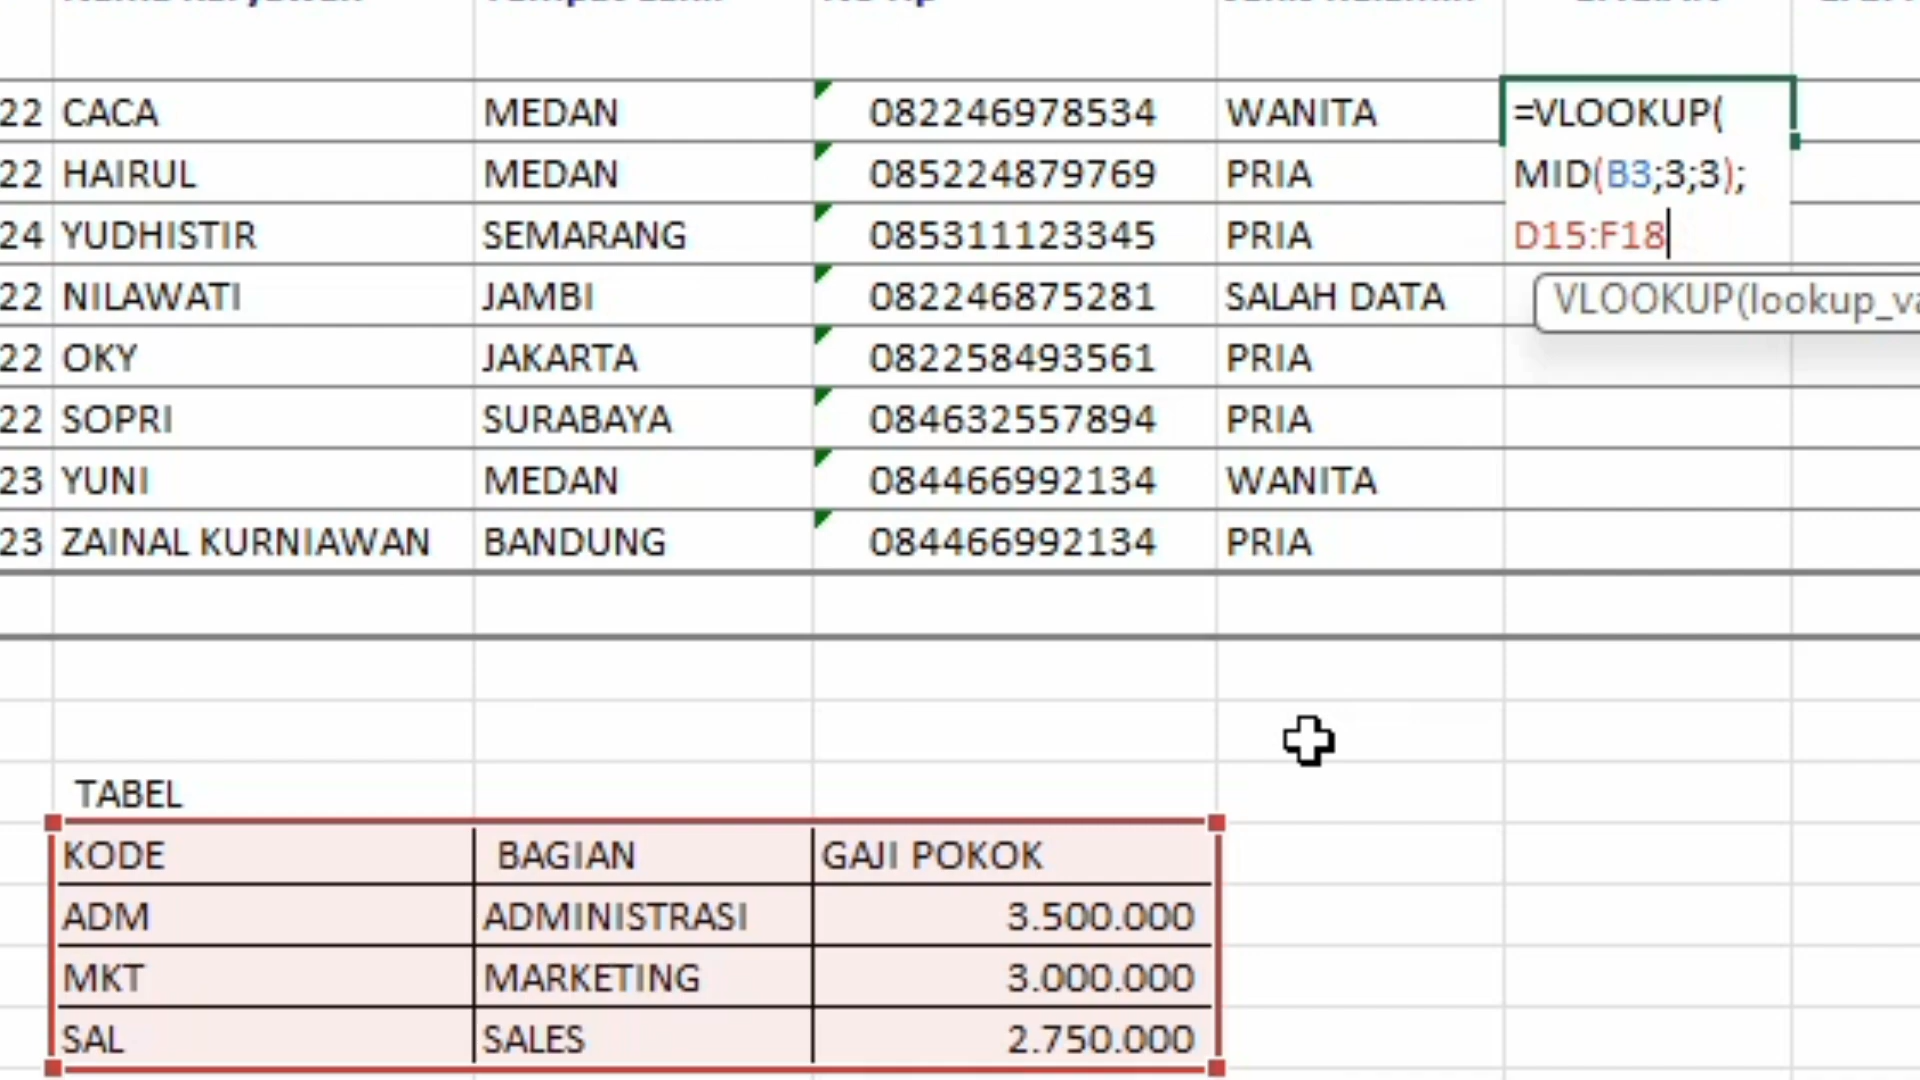 22 CACA MEDAN 082246978534 WANITA =VLOOKUP(
22 HAIRUL MEDAN 085224879769 PRIA MID(B3;3;3);
24 YUDHISTIR SEMARANG 085311123345 PRIA D15:F18
22 NILAWATI JAMBI 082246875281 SALAH DATA VLOOKUP(lookup_va
22 OKY JAKARTA 082258493561 PRIA
22 SOPRI SURABAYA 084632557894 PRIA
23 YUNI MEDAN 084466992134 WANITA
23 ZAINAL KURNIAWAN BANDUNG 084466992134 PRIA
TABEL
KODE BAGIAN GAJI POKOK
ADM ADMINISTRASI 3.500.000
MKT MARKETING 3.000.000
SAL SALES 2.750.000